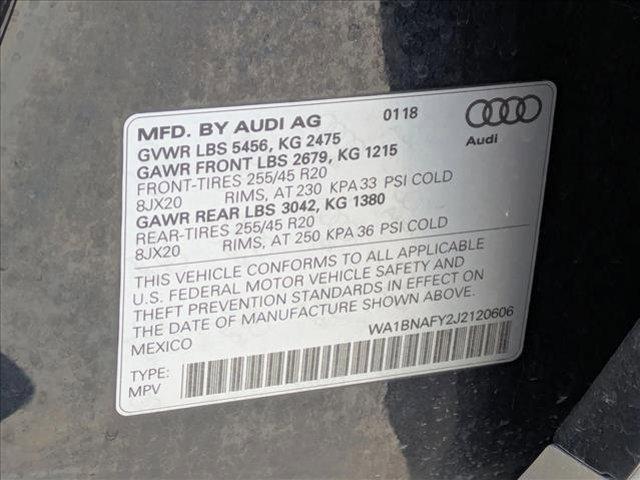 MFD. BY AUDI AG 0118
GVWR LBS 5456, KG 2475
GAWR FRONT LBS 2679, KG 1215
FRONT-TIRES 255/45 R20
8JX20 RIMS, AT 230 KPA 33 PSI COLD
GAWR REAR LBS 3042, KG 1380
REAR-TIRES 255/45 R20
8JX20 RIMS, AT 250 KPA 36 PSI COLD
Audi
THIS VEHICLE CONFORMS TO ALL APPLICABLE
U.S. FEDERAL MOTOR VEHICLE SAFETY AND
THEFT PREVENTION STANDARDS IN EFFECT ON
THE DATE OF MANUFACTURE SHOWN ABOVE.
MEXICO WA1BNAFY2J2120606
TYPE:
MPV